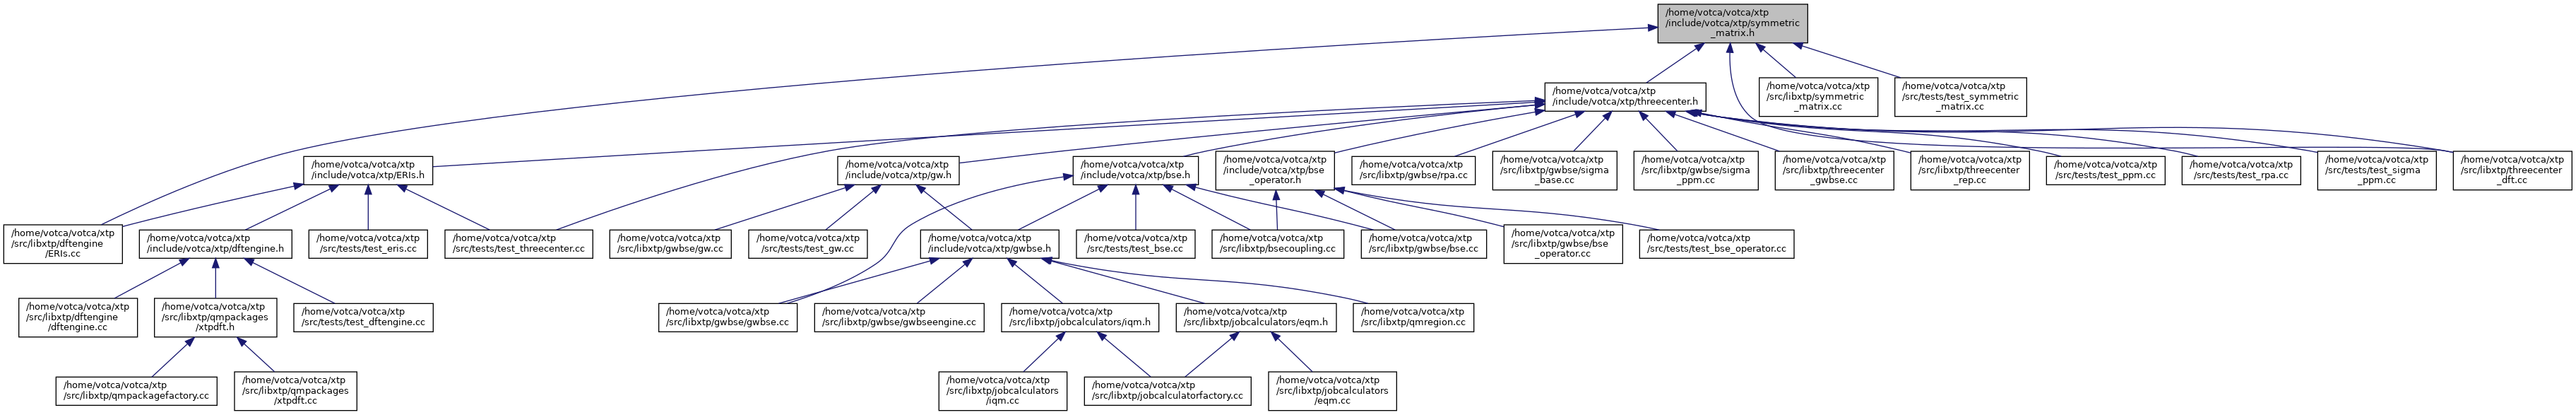 /home/votca/votca/xtp
/include/votca/xtp/symmetric
_matrix.h
/home/votca/votca/xtp
/include/votca/xtp/threecenter.h
/home/votca/votca/xtp
/src/libxtp/symmetric
_matrix.cc
/home/votca/votca/xtp
/src/tests/test_symmetric
_matrix.cc
/home/votca/votca/xtp
/include/votca/xtp/ERIs.h
/home/votca/votca/xtp
/include/votca/xtp/gw.h
/home/votca/votca/xtp
/include/votca/xtp/bse.h
/home/votca/votca/xtp
/include/votca/xtp/bse
_operator.h
/home/votca/votca/xtp
/src/libxtp/gwbse/rpa.cc
/home/votca/votca/xtp
/src/libxtp/gwbse/sigma
_base.cc
/home/votca/votca/xtp
/src/libxtp/gwbse/sigma
_ppm.cc
/home/votca/votca/xtp
/src/libxtp/threecenter
_gwbse.cc
/home/votca/votca/xtp
/src/libxtp/threecenter
_rep.cc
/home/votca/votca/xtp
/src/tests/test_ppm.cc
/home/votca/votca/xtp
/src/tests/test_rpa.cc
/home/votca/votca/xtp
/src/tests/test_sigma
_ppm.cc
/home/votca/votca/xtp
/src/libxtp/threecenter
_dft.cc
/home/votca/votca/xtp
/src/libxtp/dftengine
/ERIs.cc
/home/votca/votca/xtp
/include/votca/xtp/dftengine.h
/home/votca/votca/xtp
/src/tests/test_eris.cc
/home/votca/votca/xtp
/src/tests/test_threecenter.cc
/home/votca/votca/xtp
/src/libxtp/gwbse/gw.cc
/home/votca/votca/xtp
/src/tests/test_gw.cc
/home/votca/votca/xtp
/include/votca/xtp/gwbse.h
/home/votca/votca/xtp
/src/tests/test_bse.cc
/home/votca/votca/xtp
/src/libxtp/bsecoupling.cc
/home/votca/votca/xtp
/src/libxtp/gwbse/bse.cc
/home/votca/votca/xtp
/src/libxtp/gwbse/bse
_operator.cc
/home/votca/votca/xtp
/src/tests/test_bse_operator.cc
/home/votca/votca/xtp
/src/libxtp/dftengine
/dftengine.cc
/home/votca/votca/xtp
/src/libxtp/qmpackages
/xtpdft.h
/home/votca/votca/xtp
/src/tests/test_dftengine.cc
/home/votca/votca/xtp
/src/libxtp/gwbse/gwbse.cc
/home/votca/votca/xtp
/src/libxtp/gwbse/gwbseengine.cc
/home/votca/votca/xtp
/src/libxtp/jobcalculators/iqm.h
/home/votca/votca/xtp
/src/libxtp/jobcalculators/eqm.h
/home/votca/votca/xtp
/src/libxtp/qmregion.cc
/home/votca/votca/xtp
/src/libxtp/qmpackagefactory.cc
/home/votca/votca/xtp
/src/libxtp/qmpackages
/xtpdft.cc
/home/votca/votca/xtp
/src/libxtp/jobcalculators
/iqm.cc
/home/votca/votca/xtp
/src/libxtp/jobcalculatorfactory.cc
/home/votca/votca/xtp
/src/libxtp/jobcalculators
/eqm.cc